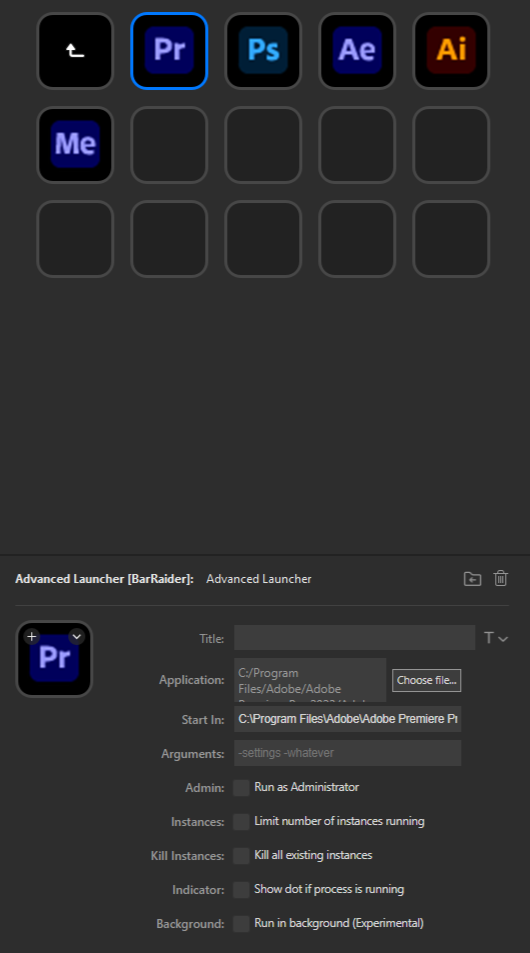 Pr Ps Ae Ai
Me
Advanced Launcher [BarRaider]: Advanced Launcher
Pr
Title: T
Application: C:/Program
Files/Adobe/Adobe
Choose file...
Start In: C:\Program Files\Adobe\Adobe Premiere Pr
Arguments: -settings -whatever
Admin: Run as Administrator
Instances: Limit number of instances running
Kill Instances: Kill all existing instances
Indicator: Show dot if process is running
Background: Run in background (Experimental)